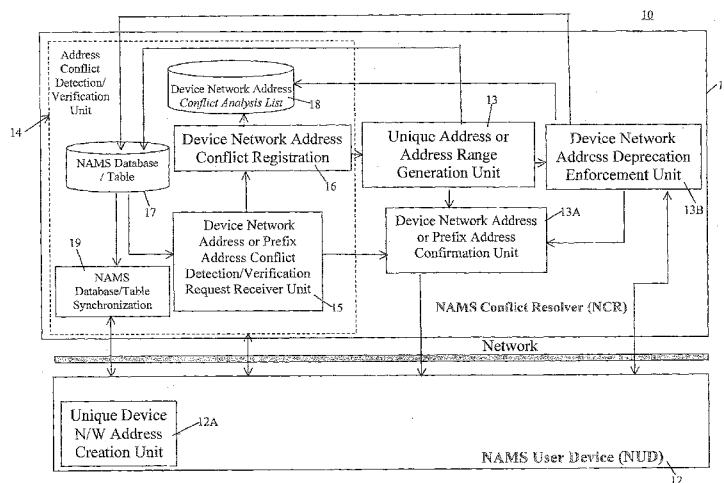 10
Address
Conflict
Detection/
Verification
Unit
14
Device Network Address
Conflict Analysis List
18
13
Unique Address or
Address Range
Generation Unit
Device Network
Address Deprecation
Enforcement Unit
13B
Device Network Address
Conflict Registration
16
NAMS Database
/ Table
17
Device Network
Address or Prefix
Address Conflict
Detection/Verification
Request Receiver Unit
15
13A
Device Network Address
or Prefix Address
Confirmation Unit
19
NAMS
Database/Table
Synchronization
NAMS Conflict Resolver (NCR)
Network
Unique Device
N/W Address
Creation Unit
12A
NAMS User Device (NUD)
12